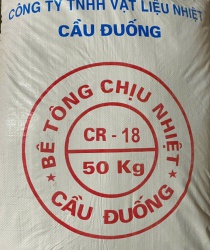 CÔNG TY TNHH VẬT LIỆU NHIỆT
CẦU ĐUỐNG
★ BÊ TÔNG CHỊU NHIỆT ★
CR - 18
50 Kg
CẦU ĐUỐNG